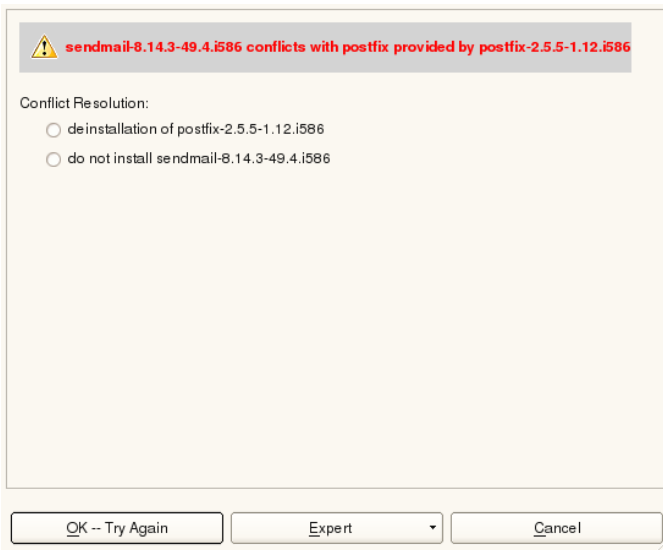 sendmail-8.14.3-49.4.i586 conflicts with postfix provided by postfix-2.5.5-1.12.i586
Conflict Resolution:
deinstallation of postfix-2.5.5-1.12.i586
do not install sendmail-8.14.3-49.4.i586
OK -- Try Again
Expert
Cancel